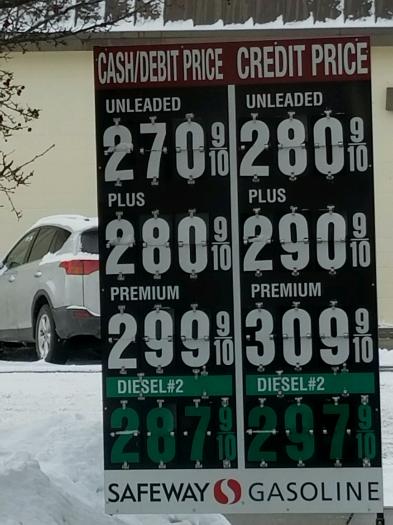 CASH/DEBIT PRICE CREDIT PRICE
UNLEADED UNLEADED
270 9/10 280 9/10
PLUS PLUS
280 9/10 290 9/10
PREMIUM PREMIUM
299 9/10 309 9/10
DIESEL#2 DIESEL#2
287 9/10 297 9/10
SAFEWAY GASOLINE